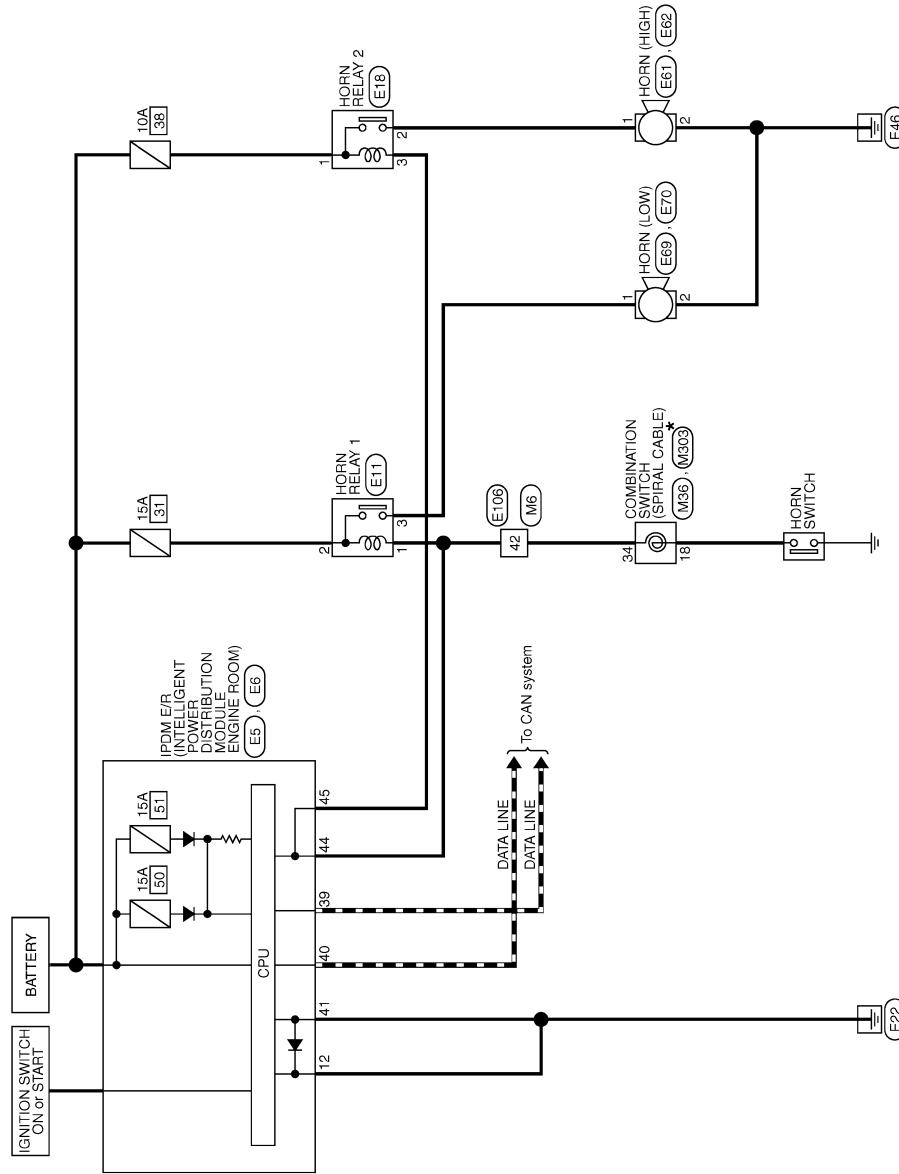 IGNITION SWITCH
ON or START
BATTERY
15A
50
15A
51
CPU
IPDM E/R
(INTELLIGENT
POWER
DISTRIBUTION
MODULE
ENGINE ROOM)
E5 , E6
12
41
40
39
44
45
DATA LINE
DATA LINE
To CAN system
15A
31
HORN
RELAY 1
E11
2
1
3
10A
38
HORN
RELAY 2
E18
1
3
2
E106
42
M6
34
18
COMBINATION
SWITCH
(SPIRAL CABLE)
M36 , M303 *
HORN
SWITCH
1
2
HORN (LOW)
E69 , E70
1
2
HORN (HIGH)
E61 , E62
E22
E46